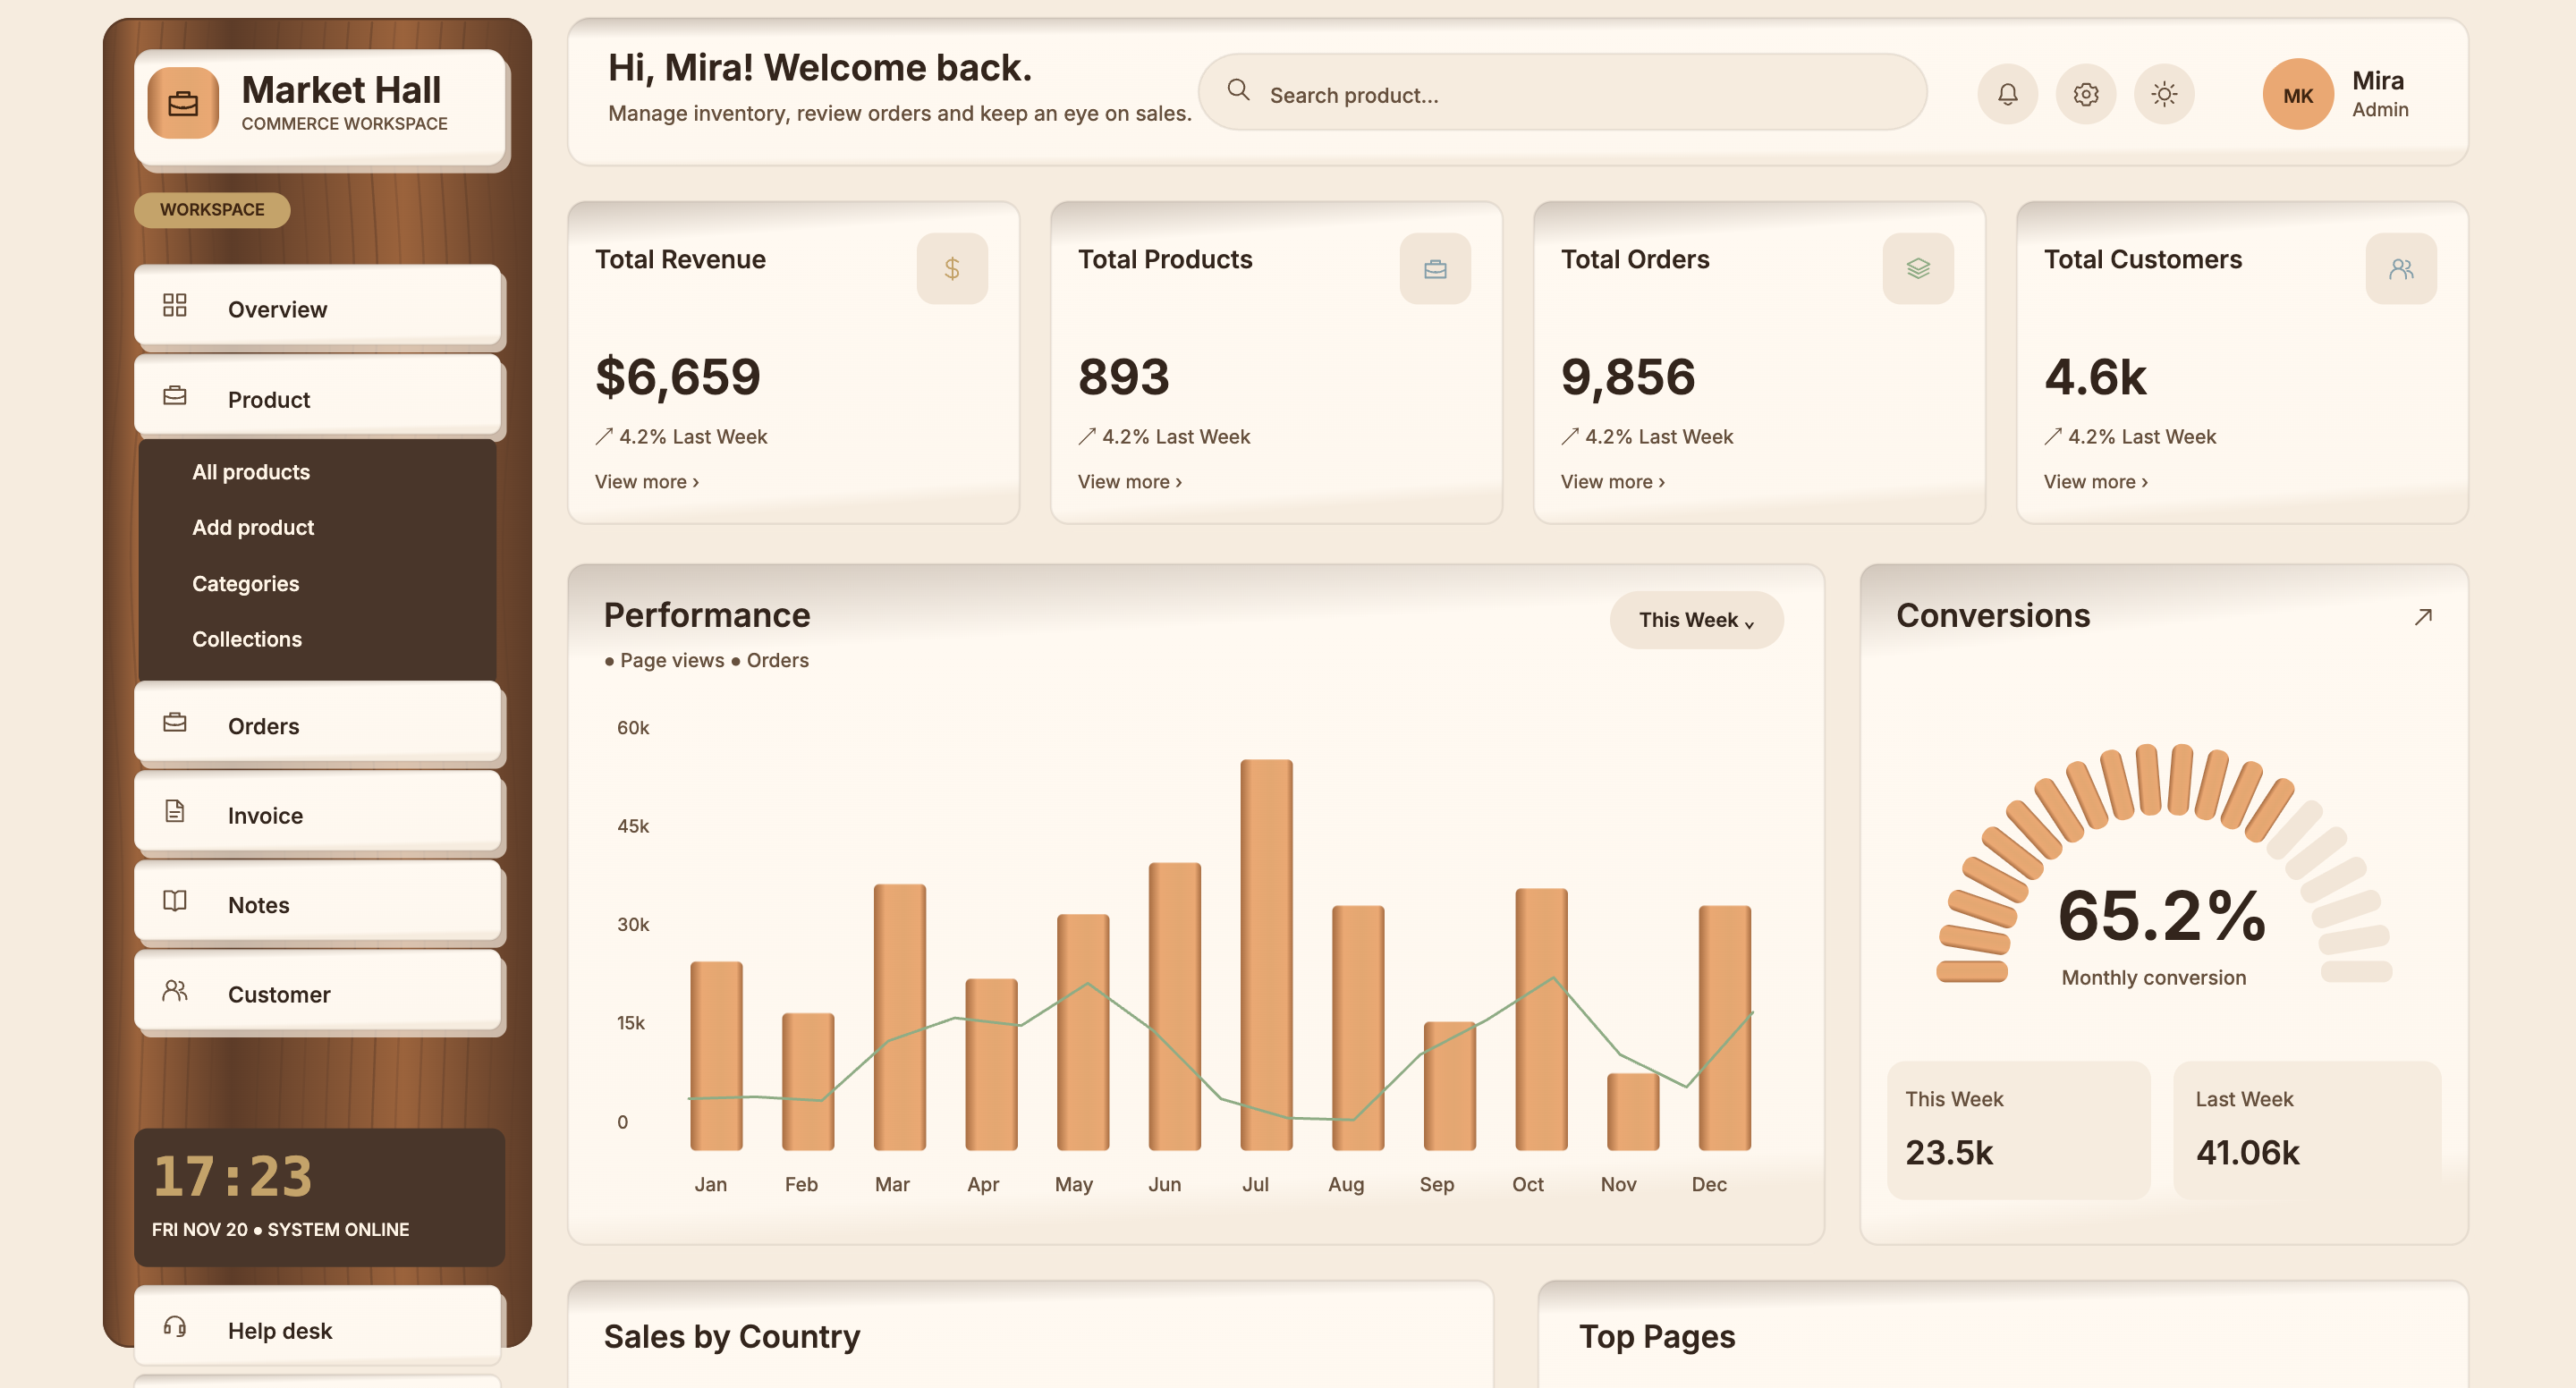 Market Hall
COMMERCE WORKSPACE
WORKSPACE
Overview
Product
All products
Add product
Categories
Collections
Orders
Invoice
Notes
Customer
17:23
FRI NOV 20 • SYSTEM ONLINE
Help desk
Hi, Mira! Welcome back.
Manage inventory, review orders and keep an eye on sales.
Search product...
MK
Mira
Admin
Total Revenue
$
$6,659
4.2% Last Week
View more ›
Total Products
893
4.2% Last Week
View more ›
Total Orders
9,856
4.2% Last Week
View more ›
Total Customers
4.6k
4.2% Last Week
View more ›
Performance
• Page views • Orders
This Week
60k
45k
30k
15k
0
Jan Feb Mar Apr May Jun Jul Aug Sep Oct Nov Dec
Conversions
65.2%
Monthly conversion
This Week
23.5k
Last Week
41.06k
Sales by Country
Top Pages